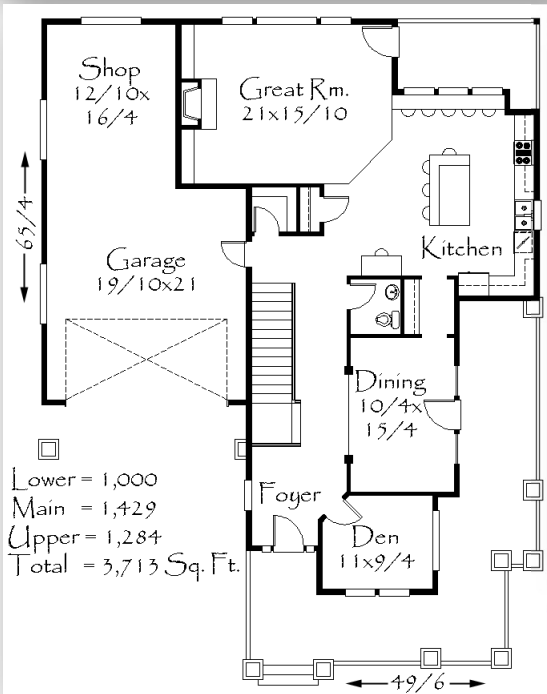 Shop
12/10x
16/4
Great Rm.
21x15/10
65/4
Kitchen
Garage
19/10x21
Dining
10/4x
15/4
Lower = 1,000
Main = 1,429
Upper = 1,284
Total = 3,713 Sq. Ft.
Foyer
Den
11x9/4
49/6